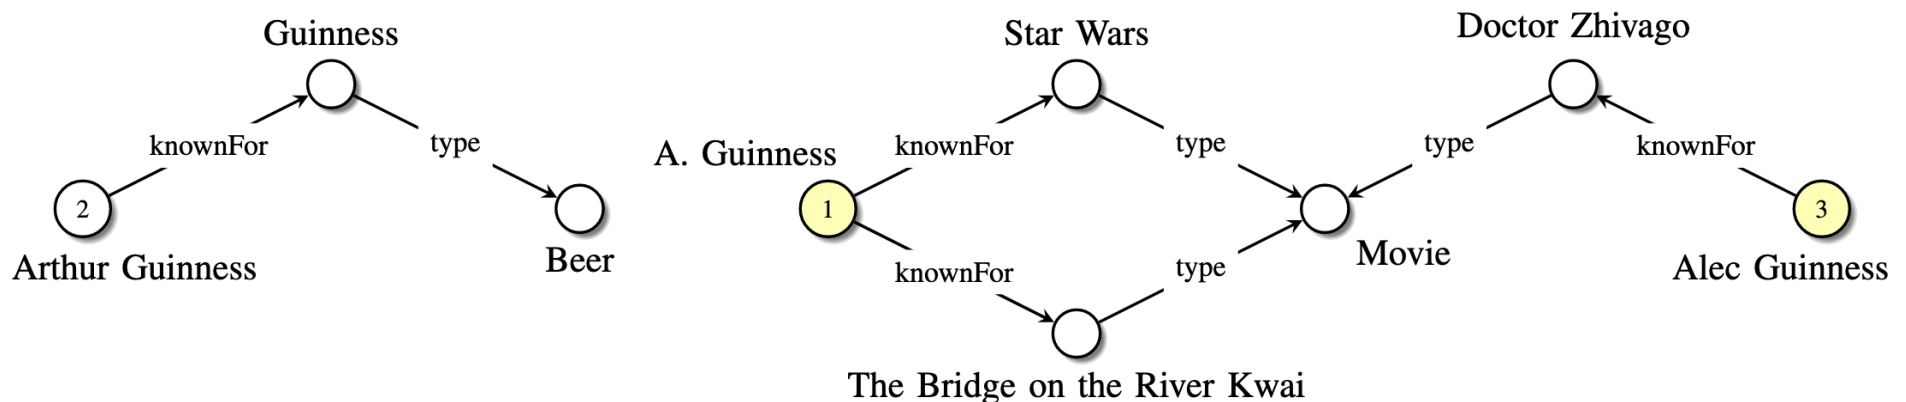 Guinness
knownFor
type
2
Arthur Guinness
Beer
A. Guinness
1
Star Wars
knownFor
type
knownFor
type
The Bridge on the River Kwai
Movie
Doctor Zhivago
type
knownFor
3
Alec Guinness